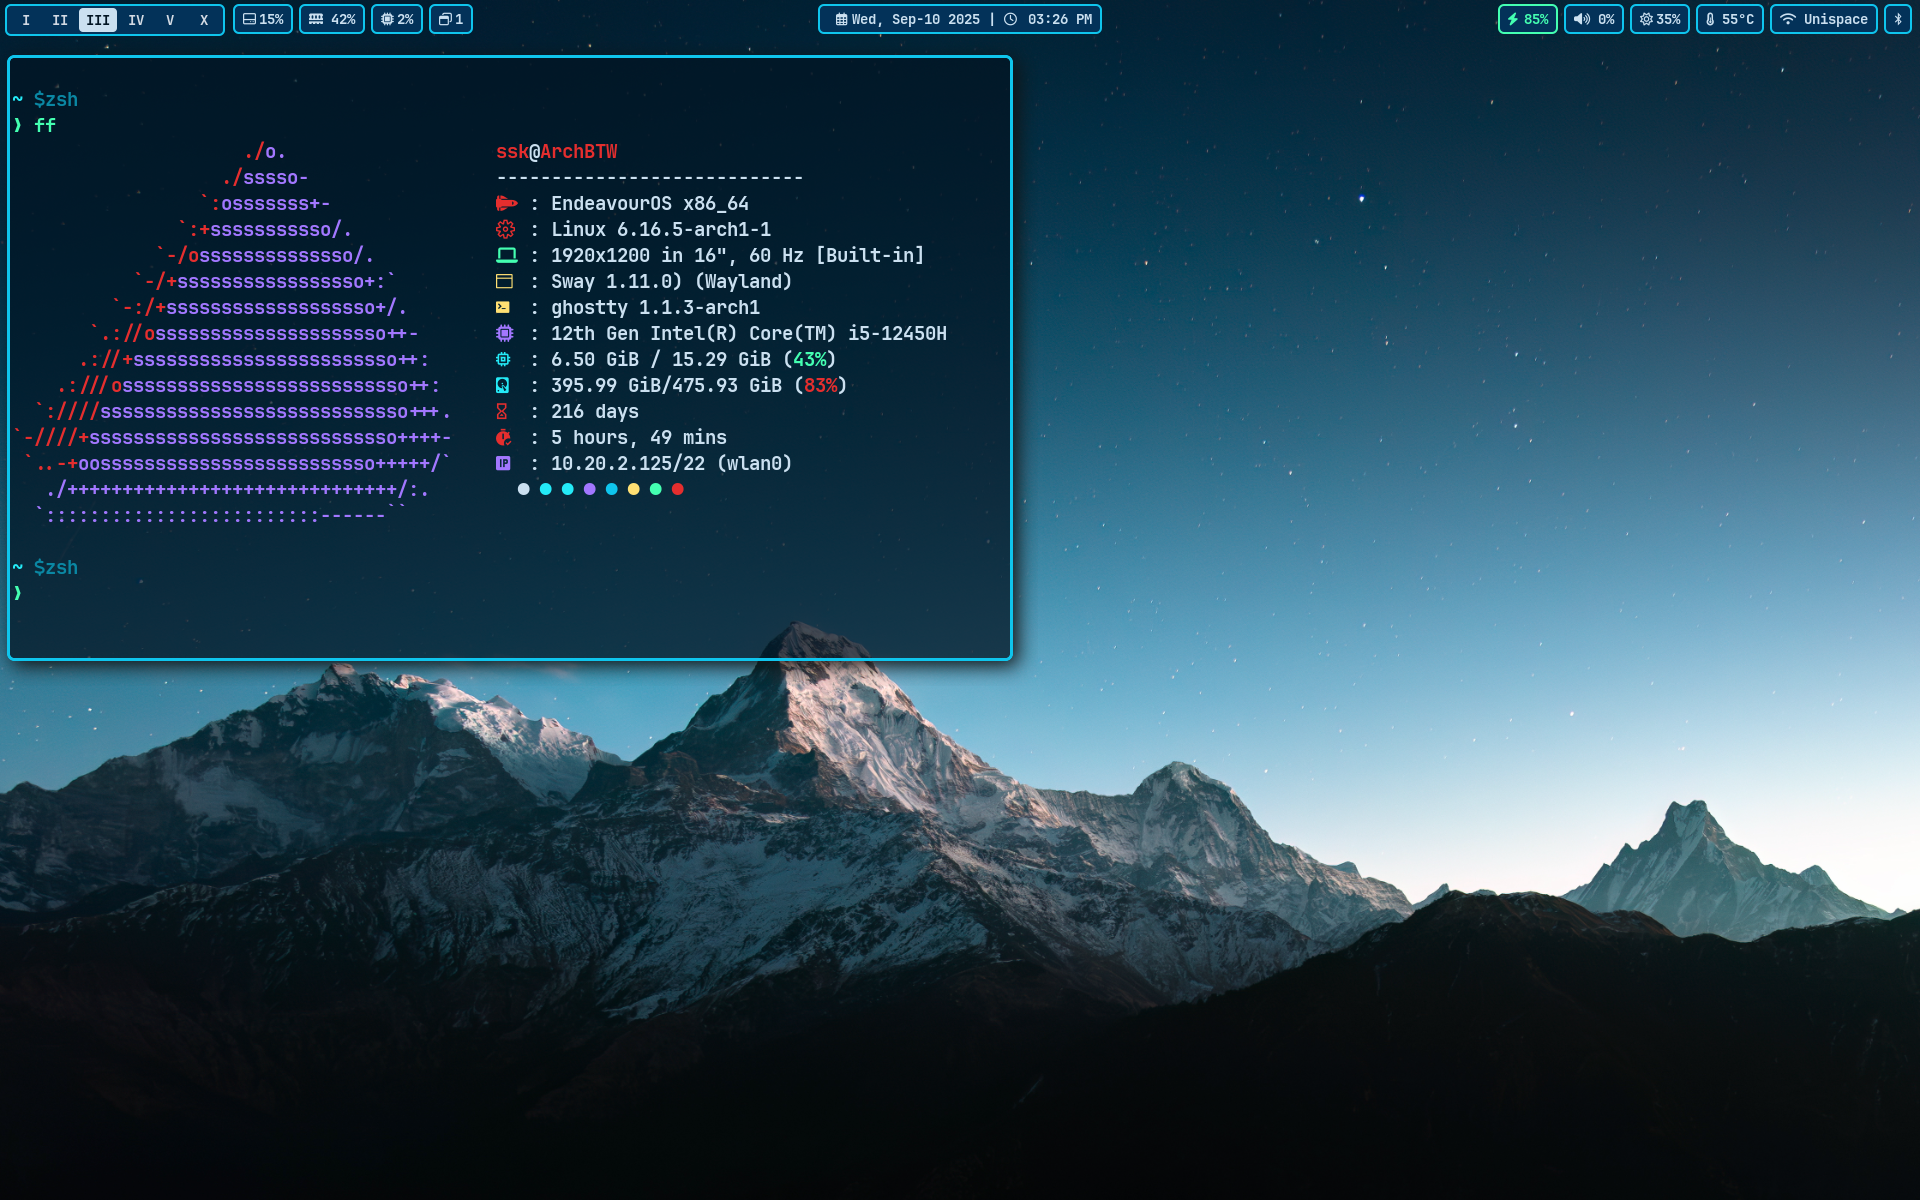 I II III IV V X 15% 42% 2% 1 Wed, Sep-10 2025 | 03:26 PM 85% 0% 35% 55°C Unispace
~ $zsh
❯ ff
./o. ssk@ArchBTW
./sssso- ----------------------------
`:osssssss+- : EndeavourOS x86_64
`:+sssssssssso/. : Linux 6.16.5-arch1-1
`-/ossssssssssssso/. : 1920x1200 in 16", 60 Hz [Built-in]
`-/+sssssssssssssssso+:` : Sway 1.11.0) (Wayland)
`-:/+sssssssssssssssssso+/. : ghostty 1.1.3-arch1
`.://osssssssssssssssssssso++- : 12th Gen Intel(R) Core(TM) i5-12450H
.://+ssssssssssssssssssssssso++: : 6.50 GiB / 15.29 GiB (43%)
.:///ossssssssssssssssssssssssso++: : 395.99 GiB/475.93 GiB (83%)
`:////ssssssssssssssssssssssssssso+++. : 216 days
`-////+ssssssssssssssssssssssssssso++++- : 5 hours, 49 mins
`..-+oosssssssssssssssssssssssso+++++/` : 10.20.2.125/22 (wlan0)
./++++++++++++++++++++++++++++++/:.
`:::::::::::::::::::::::::------``
~ $zsh
❯